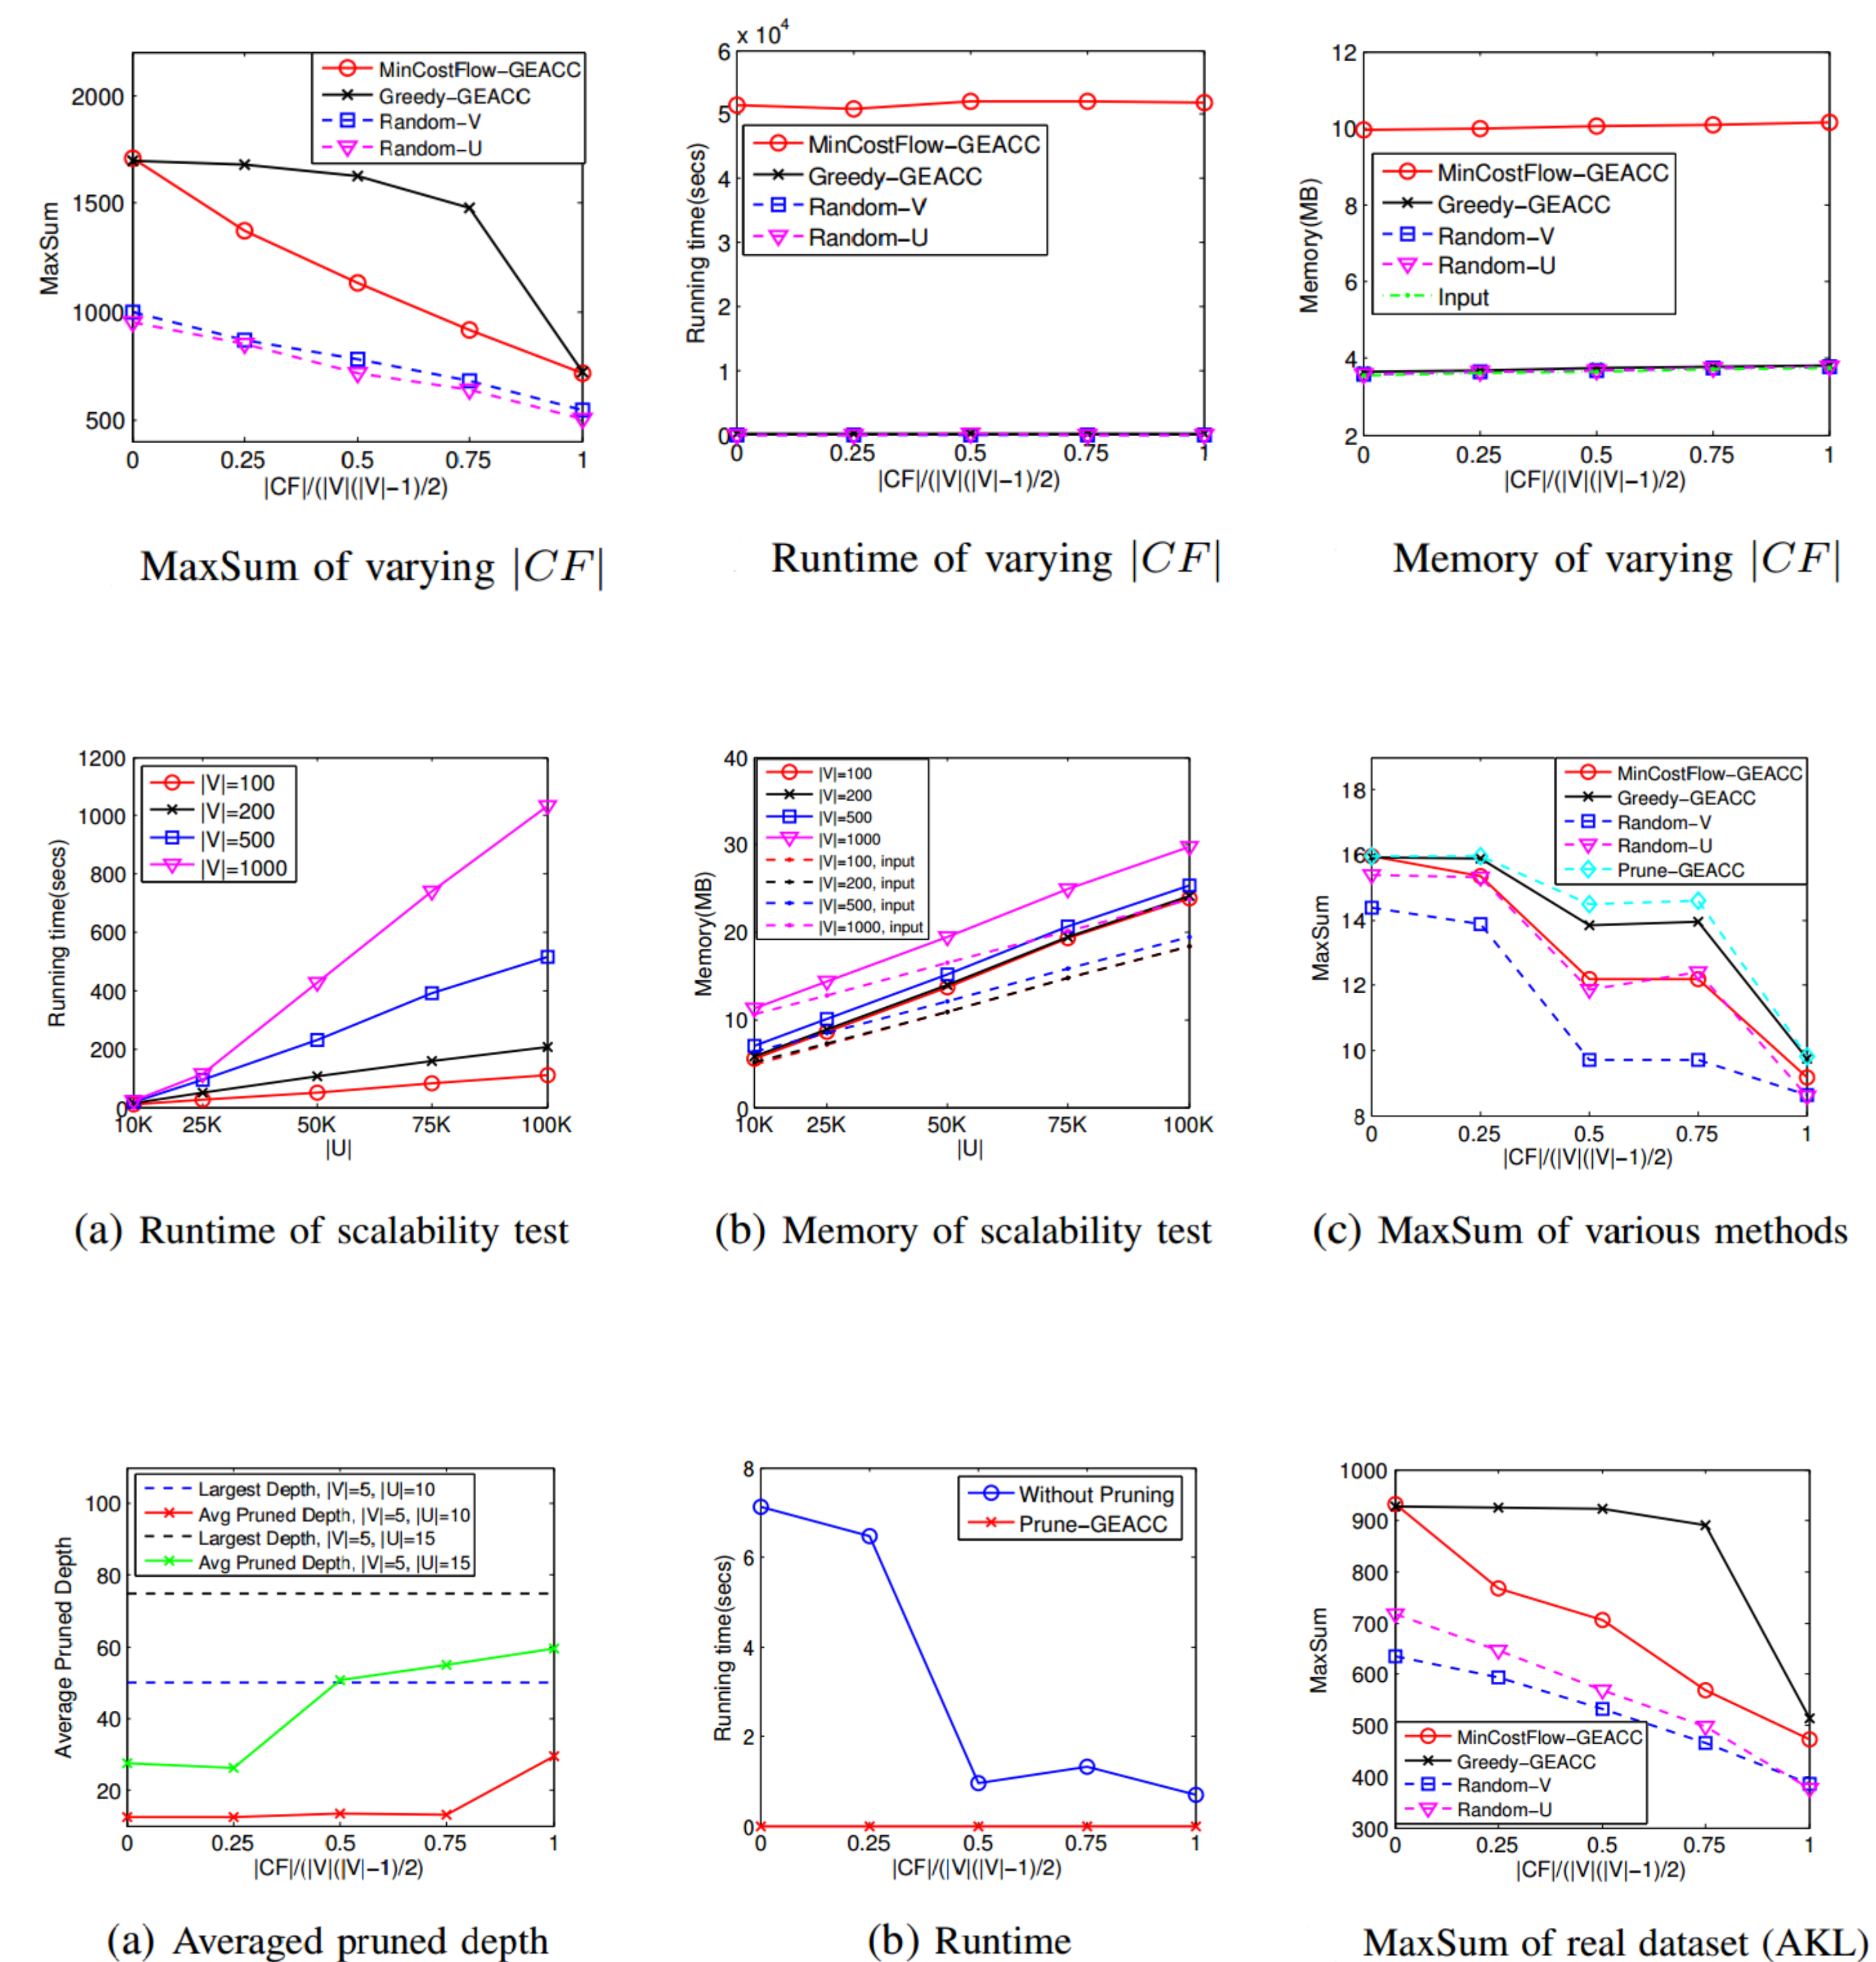 MaxSum
2000
1500
1000
500
0 0.25 0.5 0.75 1
|CF|/(|V|(|V|−1)/2)
MinCostFlow−GEACC
Greedy−GEACC
Random−V
Random−U
MaxSum of varying |CF|
x 10^4
Running time(secs)
6
5
4
3
2
1
0
0 0.25 0.5 0.75 1
|CF|/(|V|(|V|−1)/2)
MinCostFlow−GEACC
Greedy−GEACC
Random−V
Random−U
Runtime of varying |CF|
Memory(MB)
12
10
8
6
4
2
0 0.25 0.5 0.75 1
|CF|/(|V|(|V|−1)/2)
MinCostFlow−GEACC
Greedy−GEACC
Random−V
Random−U
Input
Memory of varying |CF|
Running time(secs)
1200
1000
800
600
400
200
0
10K 25K 50K 75K 100K
|U|
|V|=100
|V|=200
|V|=500
|V|=1000
(a) Runtime of scalability test
Memory(MB)
40
30
20
10
0
10K 25K 50K 75K 100K
|U|
|V|=100
|V|=200
|V|=500
|V|=1000
|V|=100, input
|V|=200, input
|V|=500, input
|V|=1000, input
(b) Memory of scalability test
MaxSum
18
16
14
12
10
8
0 0.25 0.5 0.75 1
|CF|/(|V|(|V|−1)/2)
MinCostFlow−GEACC
Greedy−GEACC
Random−V
Random−U
Prune−GEACC
(c) MaxSum of various methods
Average Pruned Depth
100
80
60
40
20
0 0.25 0.5 0.75 1
|CF|/(|V|(|V|−1)/2)
Largest Depth, |V|=5, |U|=10
Avg Pruned Depth, |V|=5, |U|=10
Largest Depth, |V|=5, |U|=15
Avg Pruned Depth, |V|=5, |U|=15
(a) Averaged pruned depth
Running time(secs)
8
6
4
2
0
0 0.25 0.5 0.75 1
|CF|/(|V|(|V|−1)/2)
Without Pruning
Prune−GEACC
(b) Runtime
MaxSum
1000
900
800
700
600
500
400
300
0 0.25 0.5 0.75 1
|CF|/(|V|(|V|−1)/2)
MinCostFlow−GEACC
Greedy−GEACC
Random−V
Random−U
MaxSum of real dataset (AKL)